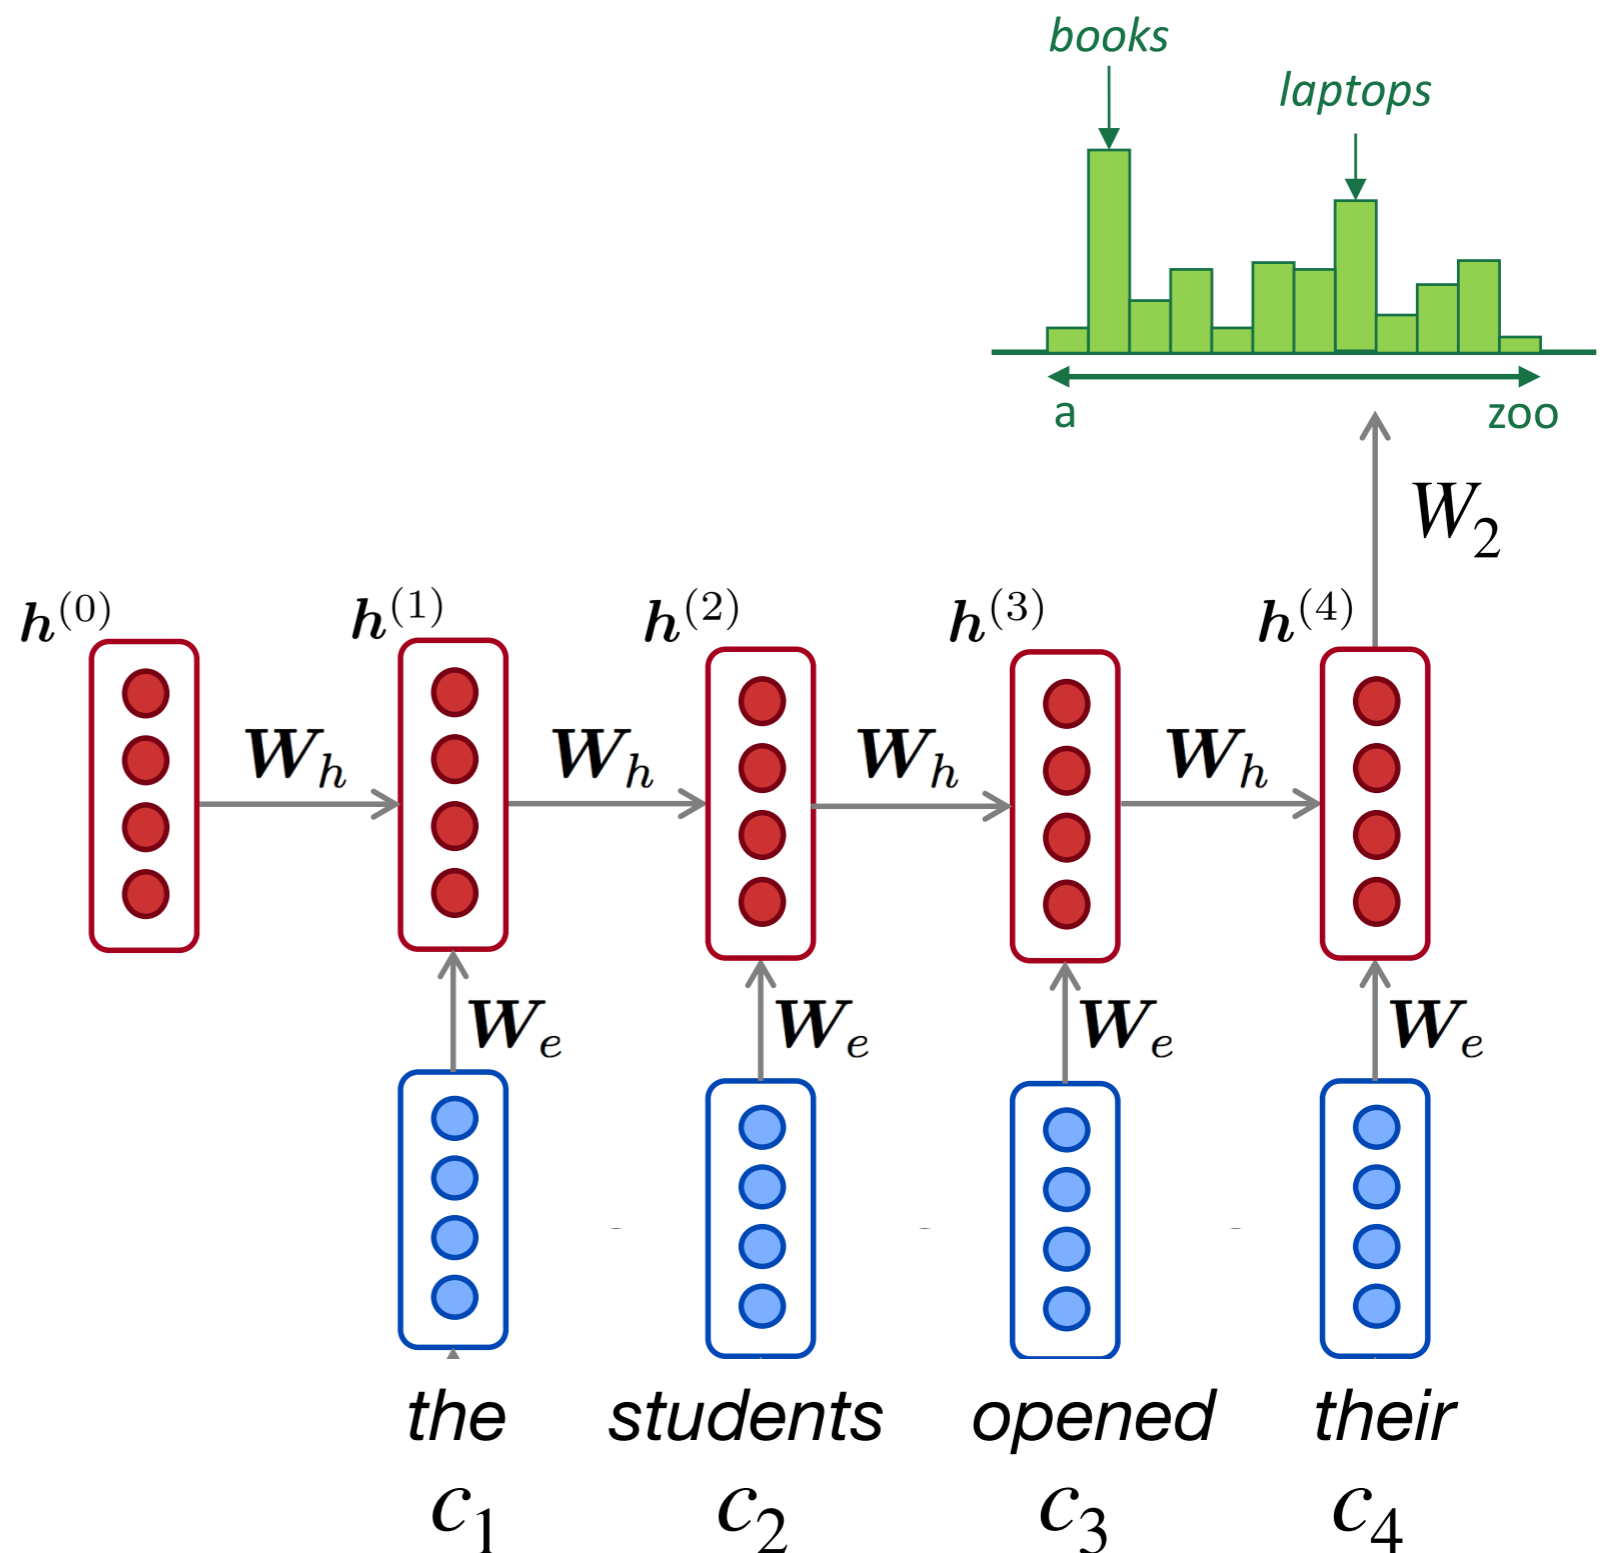 books
laptops
a zoo
W₂
h⁽⁰⁾ h⁽¹⁾ h⁽²⁾ h⁽³⁾ h⁽⁴⁾
Wₕ Wₕ Wₕ Wₕ
Wₑ Wₑ Wₑ Wₑ
the students opened their
c₁ c₂ c₃ c₄